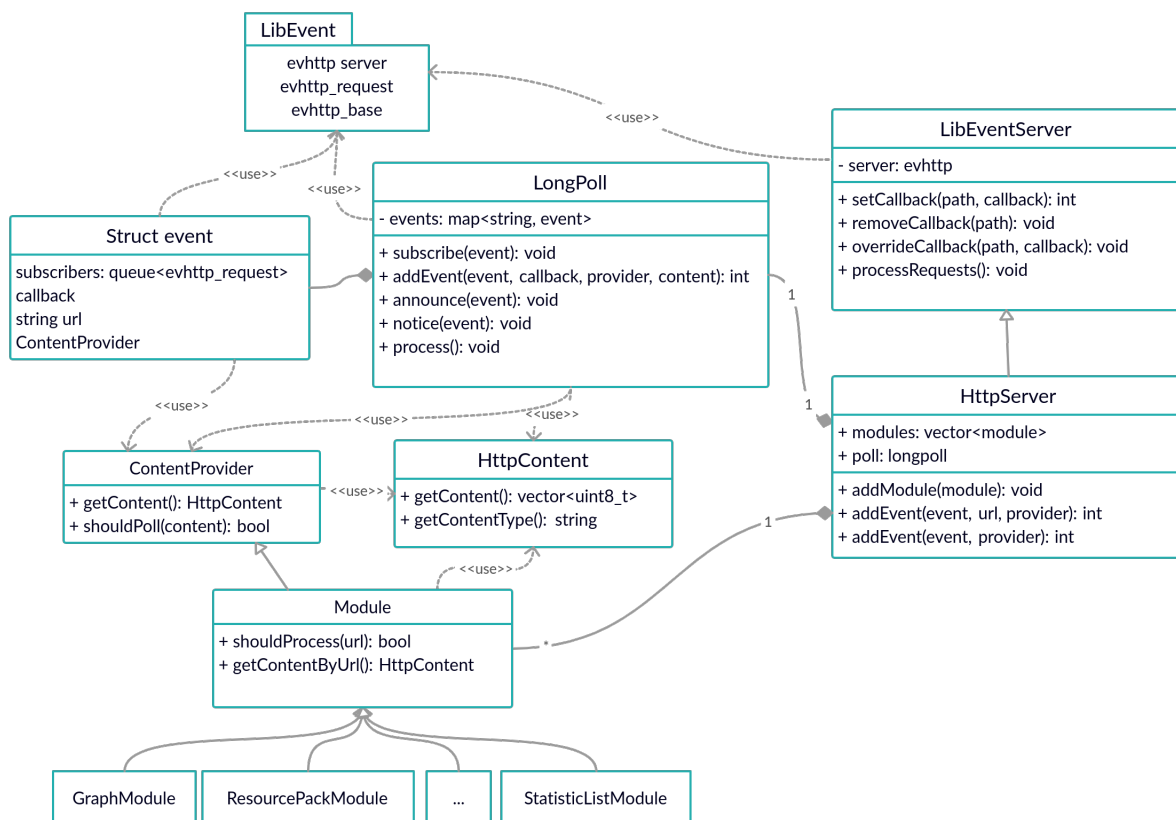 LibEvent
evhttp server
evhttp_request
evhttp_base
<<use>>
<<use>>
<<use>>
LibEventServer
- server: evhttp
+ setCallback(path, callback): int
+ removeCallback(path): void
+ overrideCallback(path, callback): void
+ processRequests(): void
LongPoll
- events: map<string, event>
+ subscribe(event): void
+ addEvent(event, callback, provider, content): int
+ announce(event): void
+ notice(event): void
+ process(): void
Struct event
subscribers: queue<evhttp_request>
callback
string url
ContentProvider
1
1
<<use>>
<<use>>
<<use>>
HttpServer
+ modules: vector<module>
+ poll: longpoll
+ addModule(module): void
+ addEvent(event, url, provider): int
+ addEvent(event, provider): int
ContentProvider
+ getContent(): HttpContent
+ shouldPoll(content): bool
<<use>>
HttpContent
+ getContent(): vector<uint8_t>
+ getContentType(): string
1
*
<<use>>
Module
+ shouldProcess(url): bool
+ getContentByUrl(): HttpContent
GraphModule
ResourcePackModule
...
StatisticListModule